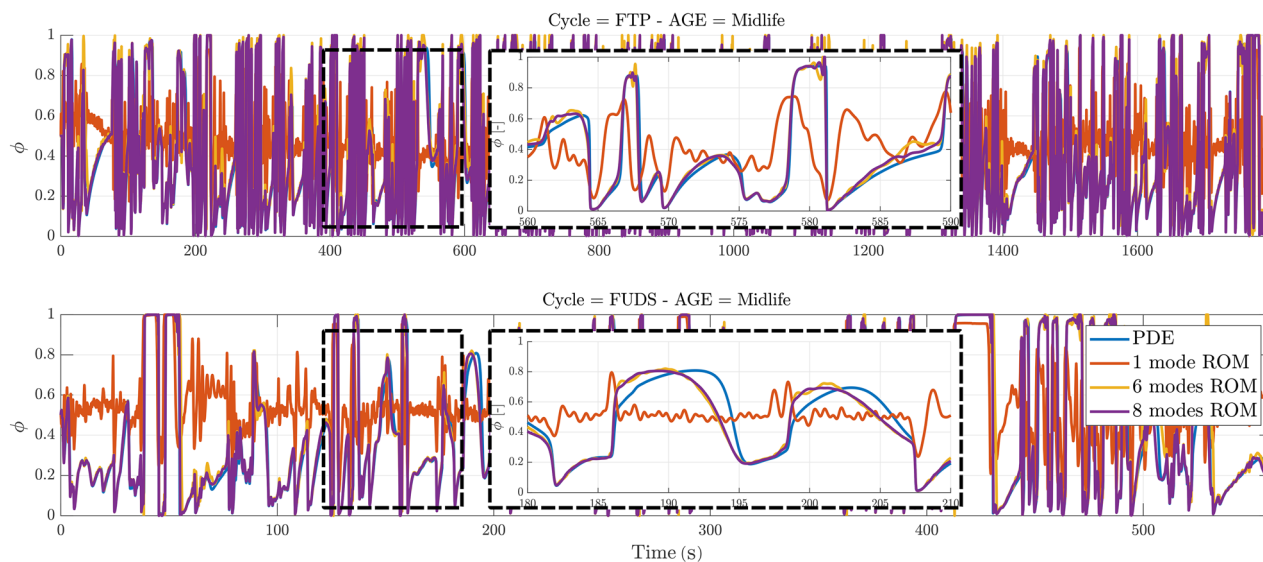 Cycle = FTP - AGE = Midlife
1
0.8
0.6
0.4
0.2
0
ϕ
0 200 400 600 800 1000 1200 1400 1600
1
0.8
0.6
0.4
0.2
0
ϕ [-]
560 565 570 575 580 585 590
Cycle = FUDS - AGE = Midlife
1
0.8
0.6
0.4
0.2
0
ϕ
0 100 200 300 400 500
1
0.8
0.6
0.4
0.2
0
ϕ [-]
180 185 190 195 200 205 210
PDE
1 mode ROM
6 modes ROM
8 modes ROM
Time (s)